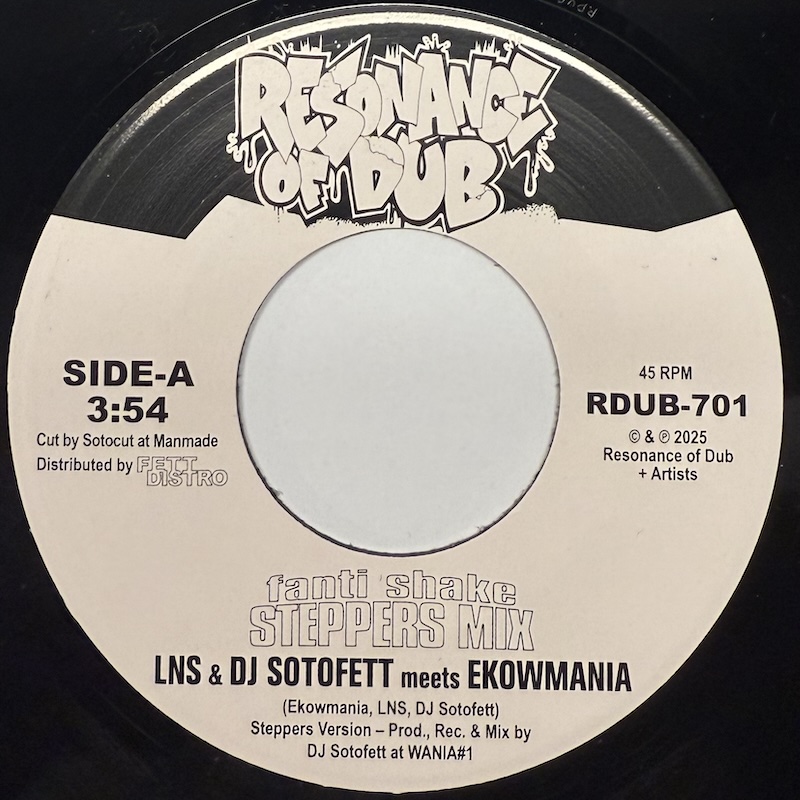 RESONANCE
OF DUB
SIDE-A
3:54
Cut by Sotocut at Manmade
Distributed by FETT
DISTRO
45 RPM
RDUB-701
© & ℗ 2025
Resonance of Dub
+ Artists
fanti shake
STEPPERS MIX
LNS & DJ SOTOFETT meets EKOWMANIA
(Ekowmania, LNS, DJ Sotofett)
Steppers Version – Prod., Rec. & Mix by
DJ Sotofett at WANIA#1